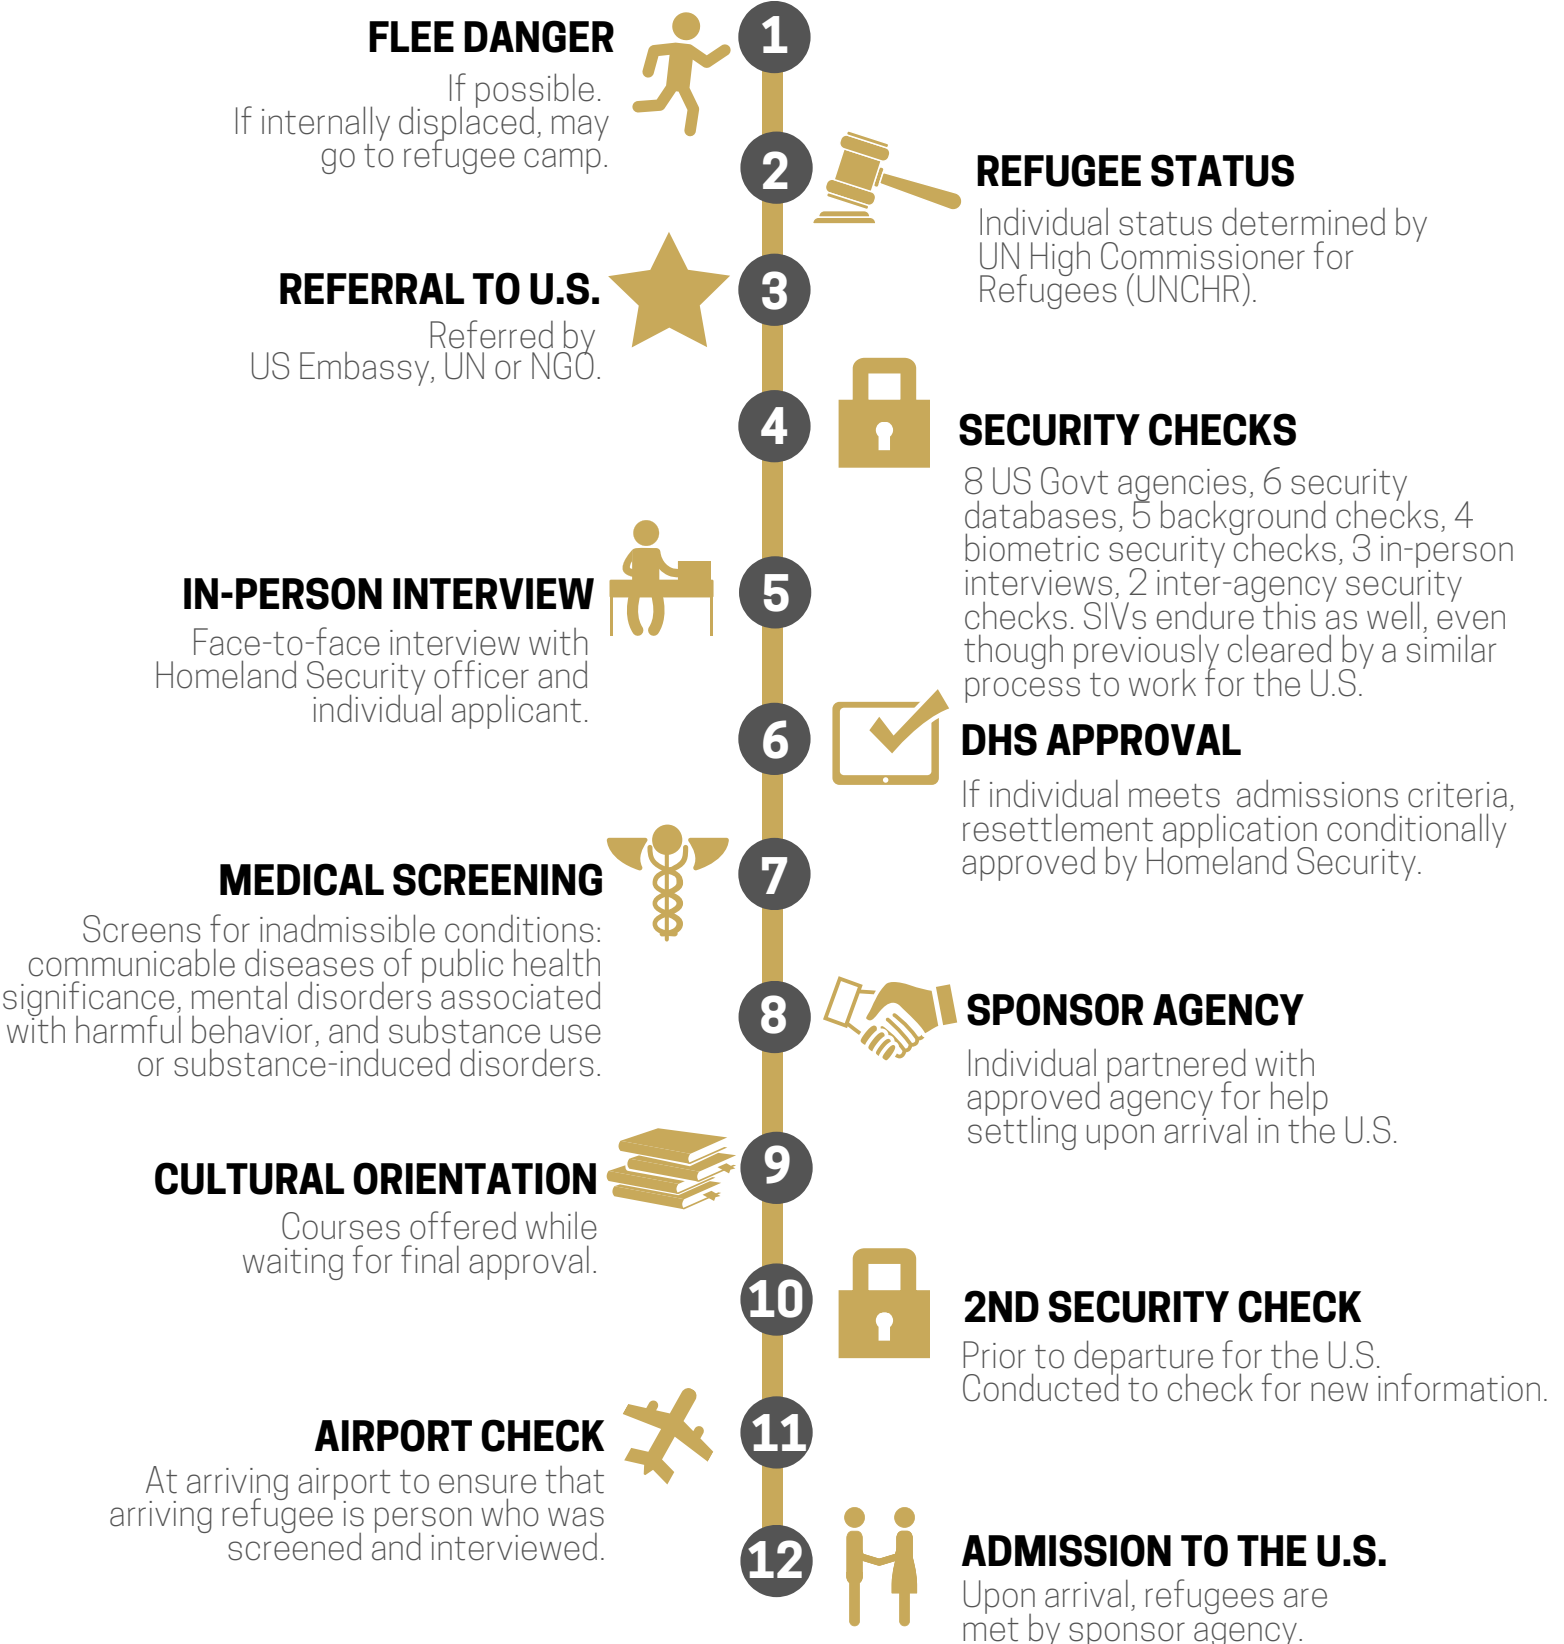 1
FLEE DANGER
If possible.
If internally displaced, may
go to refugee camp.
2
REFUGEE STATUS
Individual status determined by
UN High Commissioner for
Refugees (UNCHR).
3
REFERRAL TO U.S.
Referred by
US Embassy, UN or NGO.
4
SECURITY CHECKS
8 US Govt agencies, 6 security
databases, 5 background checks, 4
biometric security checks, 3 in-person
interviews, 2 inter-agency security
checks. SIVs endure this as well, even
though previously cleared by a similar
process to work for the U.S.
5
IN-PERSON INTERVIEW
Face-to-face interview with
Homeland Security officer and
individual applicant.
6
DHS APPROVAL
If individual meets admissions criteria,
resettlement application conditionally
approved by Homeland Security.
7
MEDICAL SCREENING
Screens for inadmissible conditions:
communicable diseases of public health
significance, mental disorders associated
with harmful behavior, and substance use
or substance-induced disorders.
8
SPONSOR AGENCY
Individual partnered with
approved agency for help
settling upon arrival in the U.S.
9
CULTURAL ORIENTATION
Courses offered while
waiting for final approval.
10
2ND SECURITY CHECK
Prior to departure for the U.S.
Conducted to check for new information.
11
AIRPORT CHECK
At arriving airport to ensure that
arriving refugee is person who was
screened and interviewed.
12
ADMISSION TO THE U.S.
Upon arrival, refugees are
met by sponsor agency.